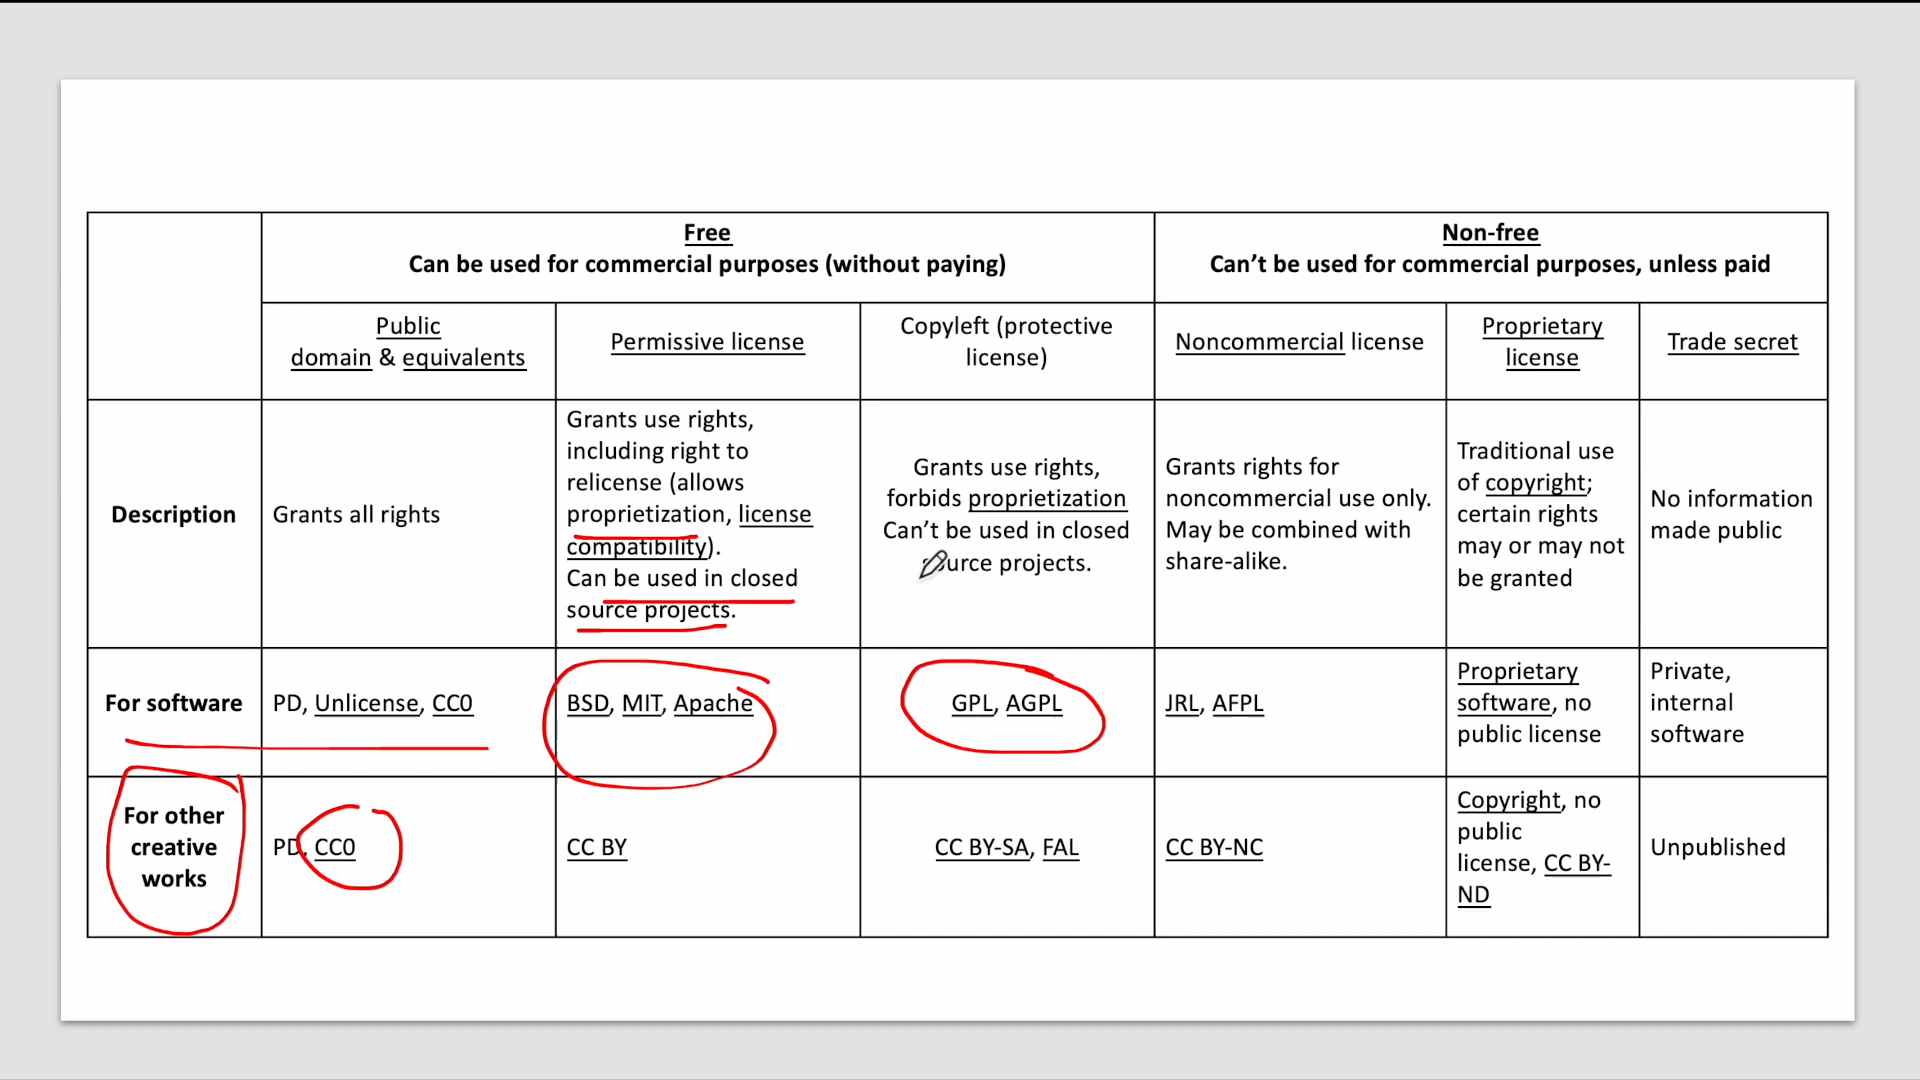 Free
Can be used for commercial purposes (without paying)
Non-free
Can't be used for commercial purposes, unless paid
Public
domain & equivalents
Permissive license
Copyleft (protective
license)
Noncommercial license
Proprietary
license
Trade secret
Description
Grants all rights
Grants use rights,
including right to
relicense (allows
proprietization, license
compatibility).
Can be used in closed
source projects.
Grants use rights,
forbids proprietization
Can't be used in closed
source projects.
Grants rights for
noncommercial use only.
May be combined with
share-alike.
Traditional use
of copyright;
certain rights
may or may not
be granted
No information
made public
For software
PD, Unlicense, CC0
BSD, MIT, Apache
GPL, AGPL
JRL, AFPL
Proprietary
software, no
public license
Private,
internal
software
For other
creative
works
PD, CC0
CC BY
CC BY-SA, FAL
CC BY-NC
Copyright, no
public
license, CC BY-
ND
Unpublished